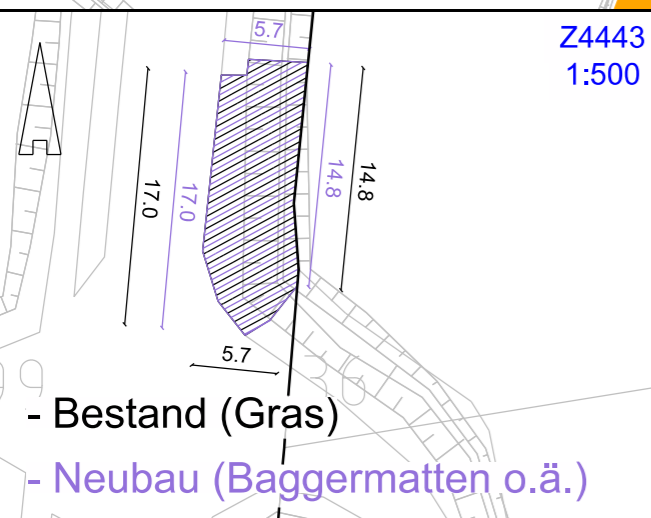 5.7
Z4443
1:500
17.0
17.0
14.8
14.8
5.7
36
- Bestand (Gras)
- Neubau (Baggermatten o.ä.)